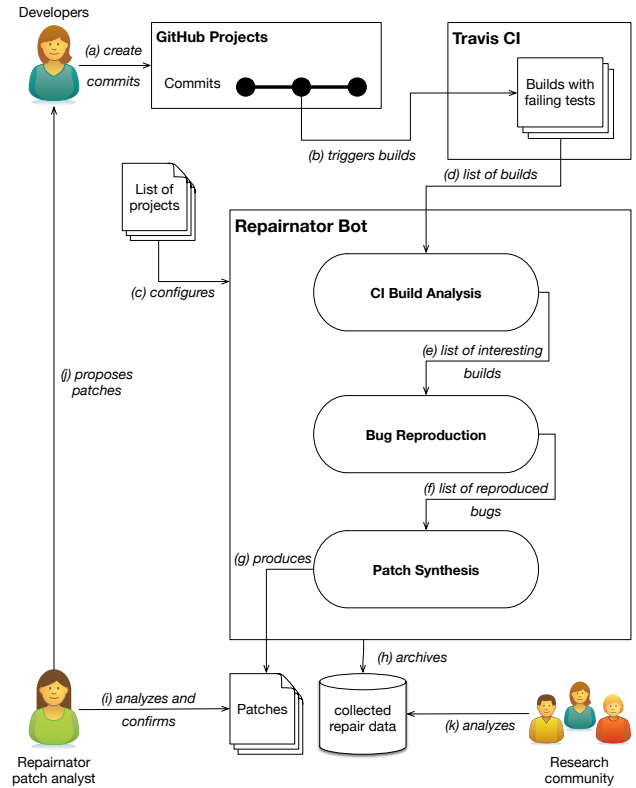 Developers
(a) create
commits
GitHub Projects
Commits
Travis CI
Builds with
failing tests
(b) triggers builds
(d) list of builds
List of
projects
(c) configures
Repairnator Bot
CI Build Analysis
(e) list of interesting
builds
(j) proposes
patches
Bug Reproduction
(f) list of reproduced
bugs
(g) produces
Patch Synthesis
(h) archives
(i) analyzes and
confirms
Patches
collected
repair data
(k) analyzes
Repairnator
patch analyst
Research
community